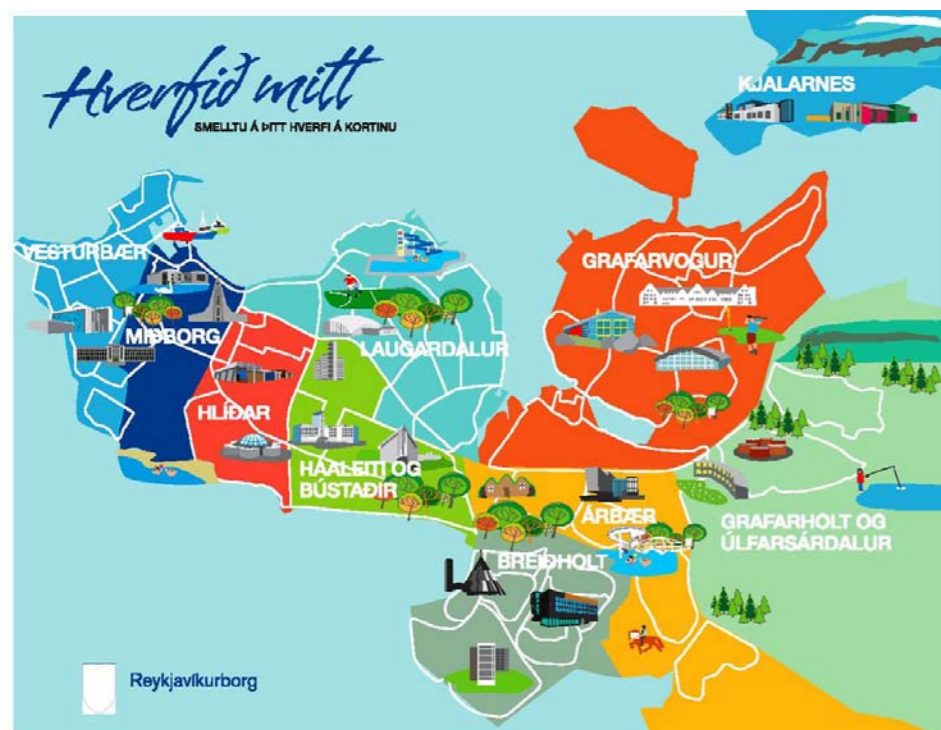 Hverfið mitt
SMELLTU Á ÞITT HVERFI Á KORTINU
KJALARNES
VESTURBÆR
GRAFARVOGUR
MIÐBORG
LAUGARDALUR
HLÍÐAR
HÁALEITI OG
BÚSTAÐIR
ÁRBÆR
GRAFARHOLT OG
ÚLFARSÁRDALUR
BREIÐHOLT
Reykjavíkurborg